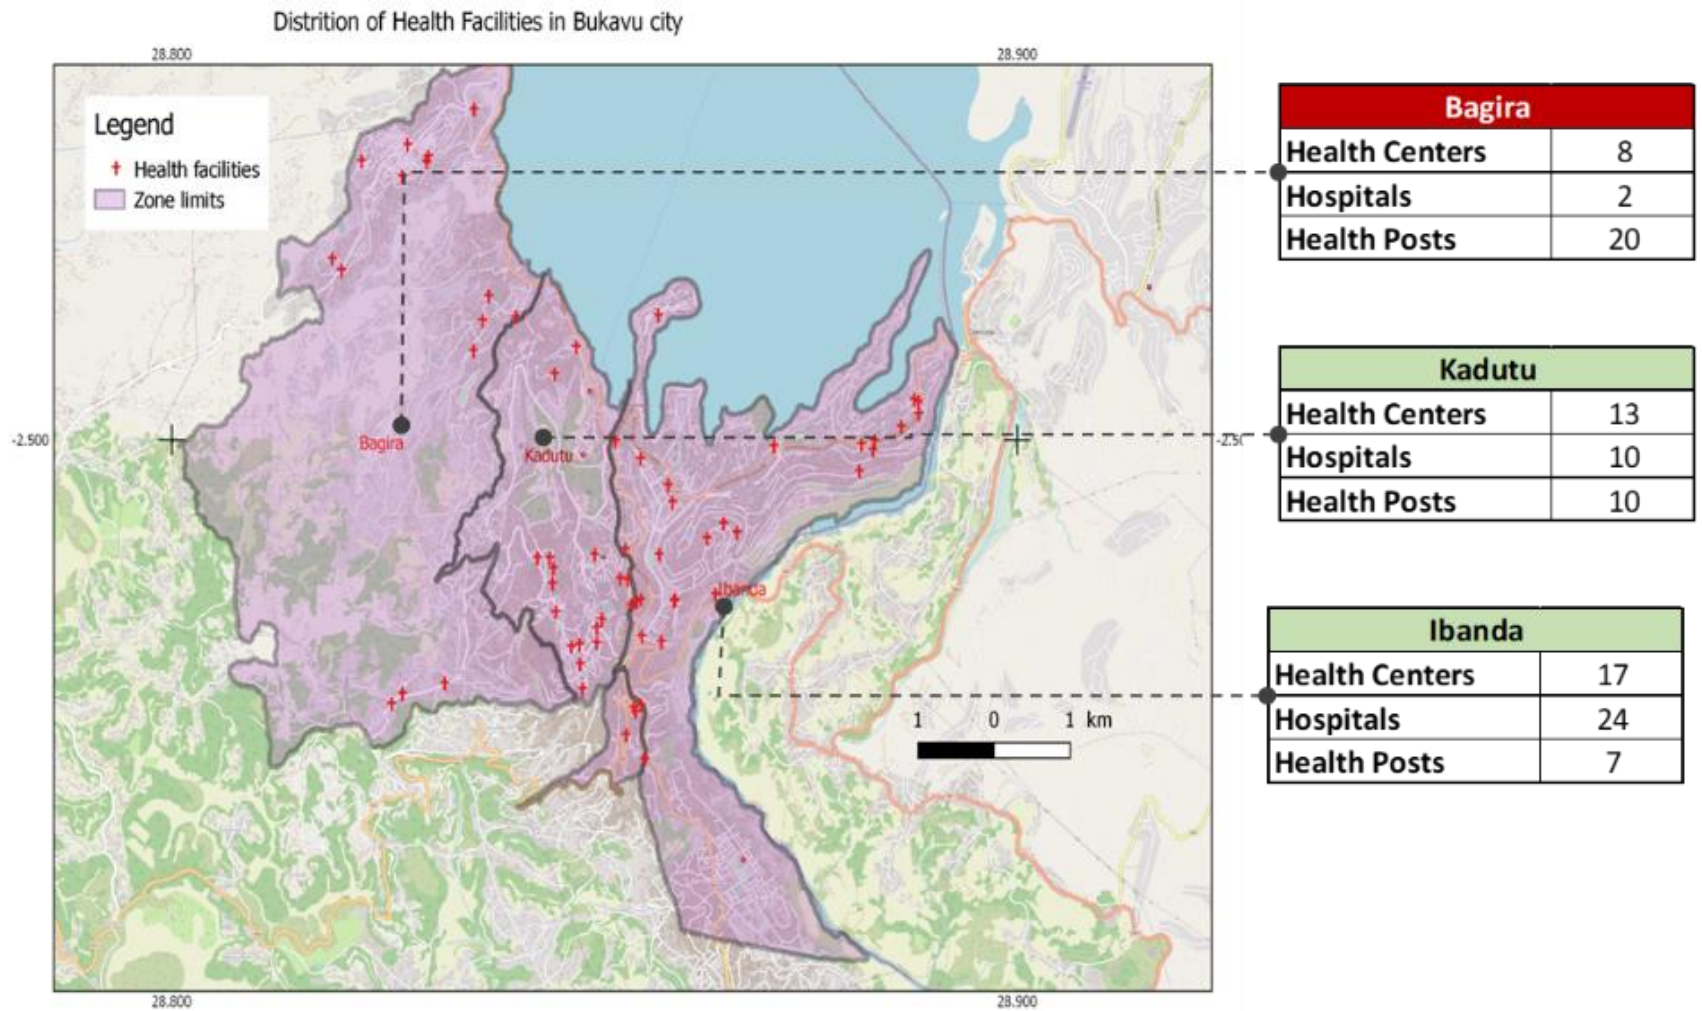 Distrition of Health Facilities in Bukavu city
28.800 28.900
Legend
Health facilities
Zone limits
Bagira
Health Centers 8
Hospitals 2
Health Posts 20
-2.500
Bagira
Kadutu
-2.50
Kadutu
Health Centers 13
Hospitals 10
Health Posts 10
Ibanda
Ibanda
Health Centers 17
Hospitals 24
Health Posts 7
1 0 1 km
28.800 28.900